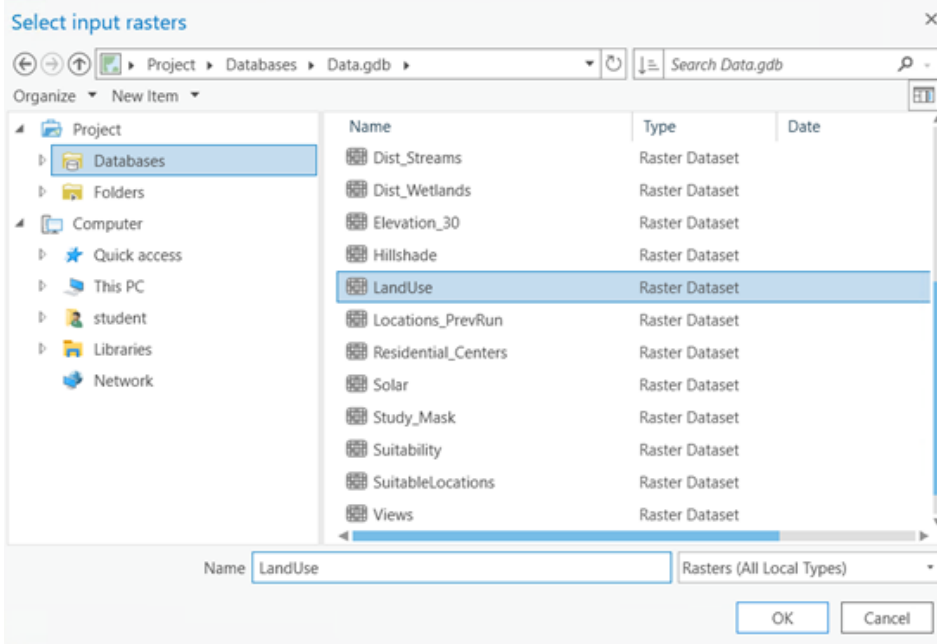 Select input rasters
Project Databases Data.gdb Search Data.gdb
Organize New Item
Name Type Date
Project
Databases
Folders
Computer
Quick access
This PC
student
Libraries
Network
Dist_Streams Raster Dataset
Dist_Wetlands Raster Dataset
Elevation_30 Raster Dataset
Hillshade Raster Dataset
LandUse Raster Dataset
Locations_PrevRun Raster Dataset
Residential_Centers Raster Dataset
Solar Raster Dataset
Study_Mask Raster Dataset
Suitability Raster Dataset
SuitableLocations Raster Dataset
Views Raster Dataset
Name LandUse Rasters (All Local Types)
OK Cancel